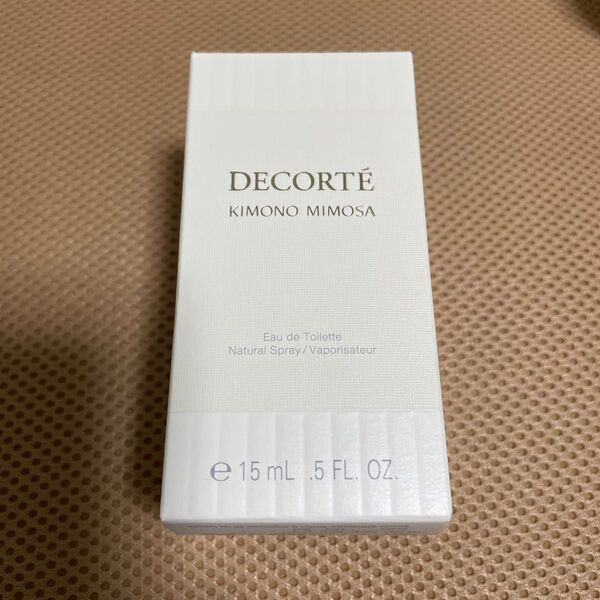 DECORTÉ
KIMONO MIMOSA
Eau de Toilette
Natural Spray/Vaporisateur
℮ 15 mL .5 FL. OZ.